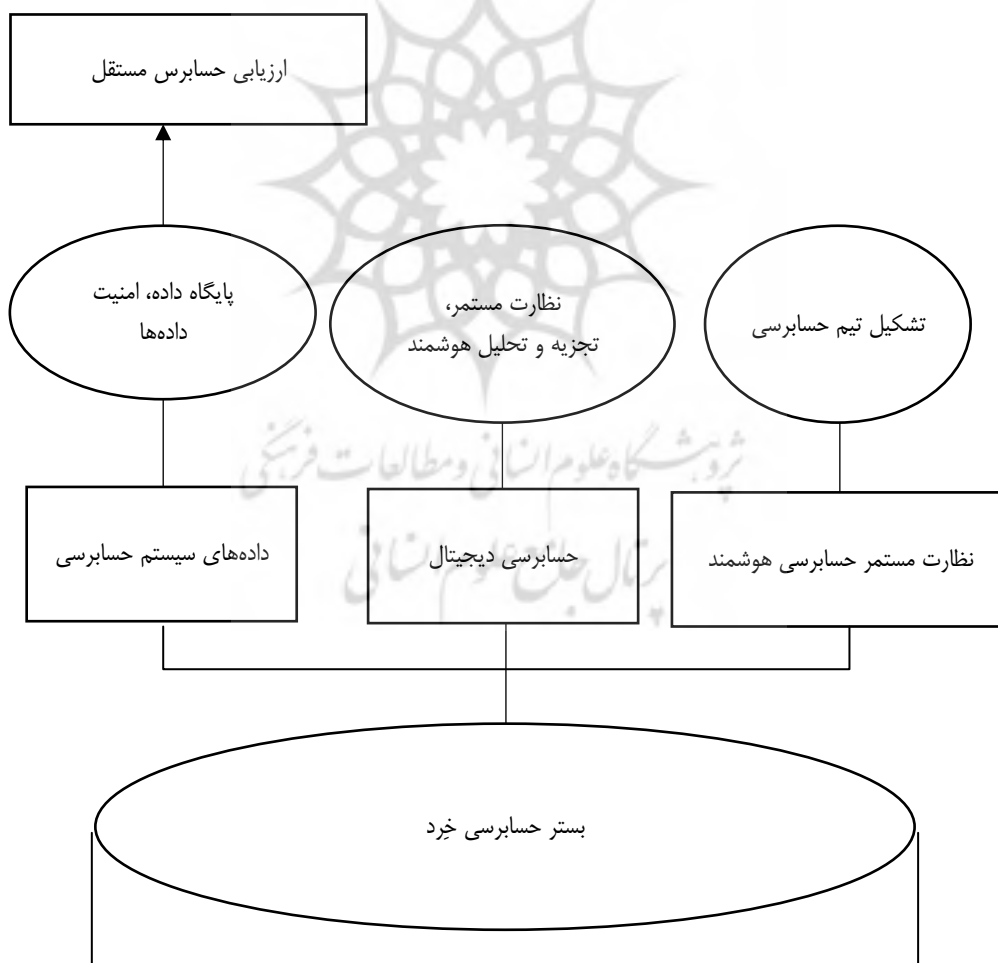 ارزیابی حسابرس مستقل
تشکیل تیم حسابرسی
نظارت مستمر،
تجزیه و تحلیل هوشمند
پایگاه داده، امنیت
داده‌ها
پژوهشگاه علوم انسانی و مطالعات فرهنگی
نظارت مستمر حسابرسی هوشمند
حسابرسی دیجیتال
داده‌های سیستم حسابرسی
پرتال جامع علوم انسانی
بستر حسابرسی خِرد